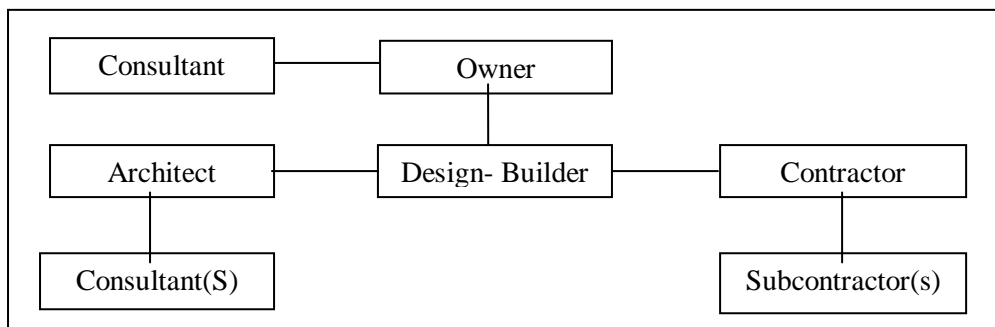 Consultant
Owner
Architect
Design- Builder
Contractor
Consultant(S)
Subcontractor(s)